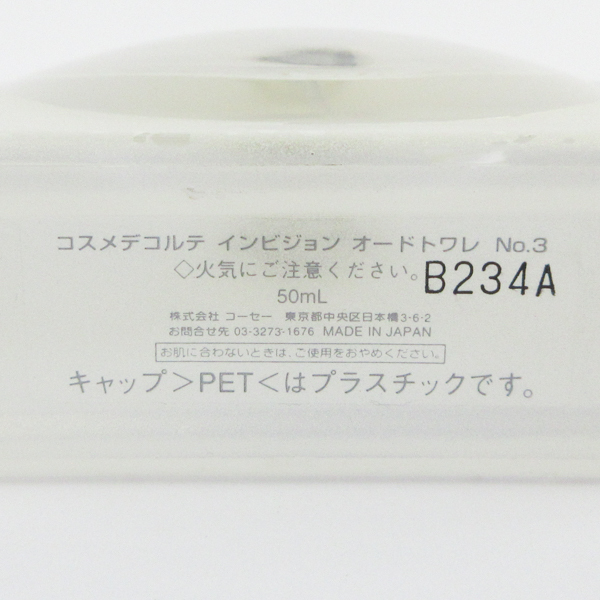 コスメデコルテ インビジョン オードトワレ No.3
◇火気にご注意ください。 B234A
50mL
株式会社 コーセー 東京都中央区日本橋3-6-2
お問合せ先 03-3273-1676 MADE IN JAPAN
お肌に合わないときは、ご使用をおやめください。
キャップ＞PET＜はプラスチックです。